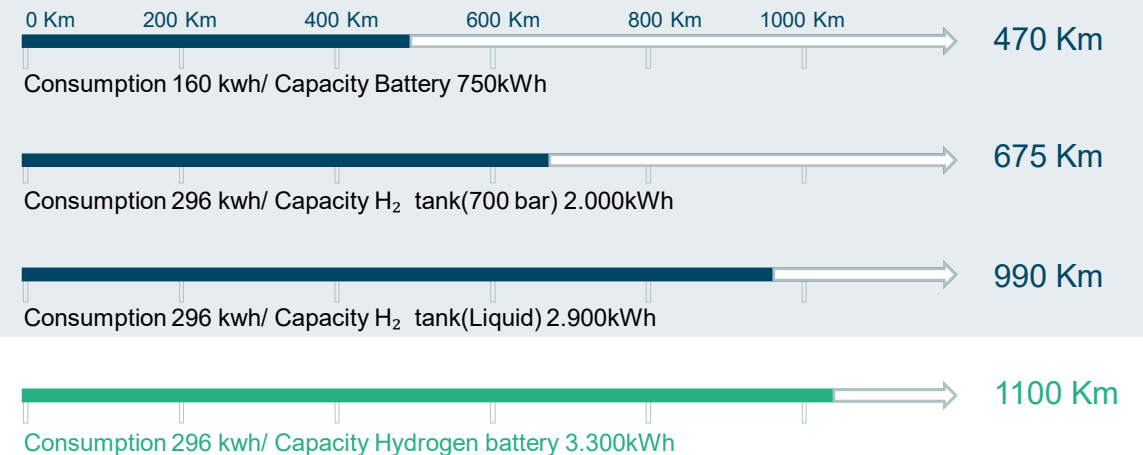 0 Km 200 Km 400 Km 600 Km 800 Km 1000 Km
470 Km
Consumption 160 kwh/ Capacity Battery 750kWh
675 Km
Consumption 296 kwh/ Capacity H₂ tank(700 bar) 2.000kWh
990 Km
Consumption 296 kwh/ Capacity H₂ tank(Liquid) 2.900kWh
1100 Km
Consumption 296 kwh/ Capacity Hydrogen battery 3.300kWh